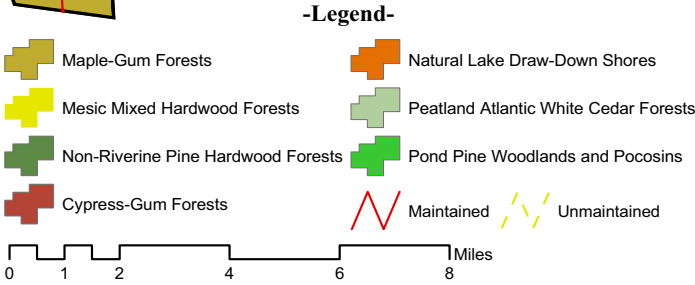 -Legend-
Maple-Gum Forests
Natural Lake Draw-Down Shores
Mesic Mixed Hardwood Forests
Peatland Atlantic White Cedar Forests
Non-Riverine Pine Hardwood Forests
Pond Pine Woodlands and Pocosins
Cypress-Gum Forests
Maintained
Unmaintained
Miles
0 1 2 4 6 8